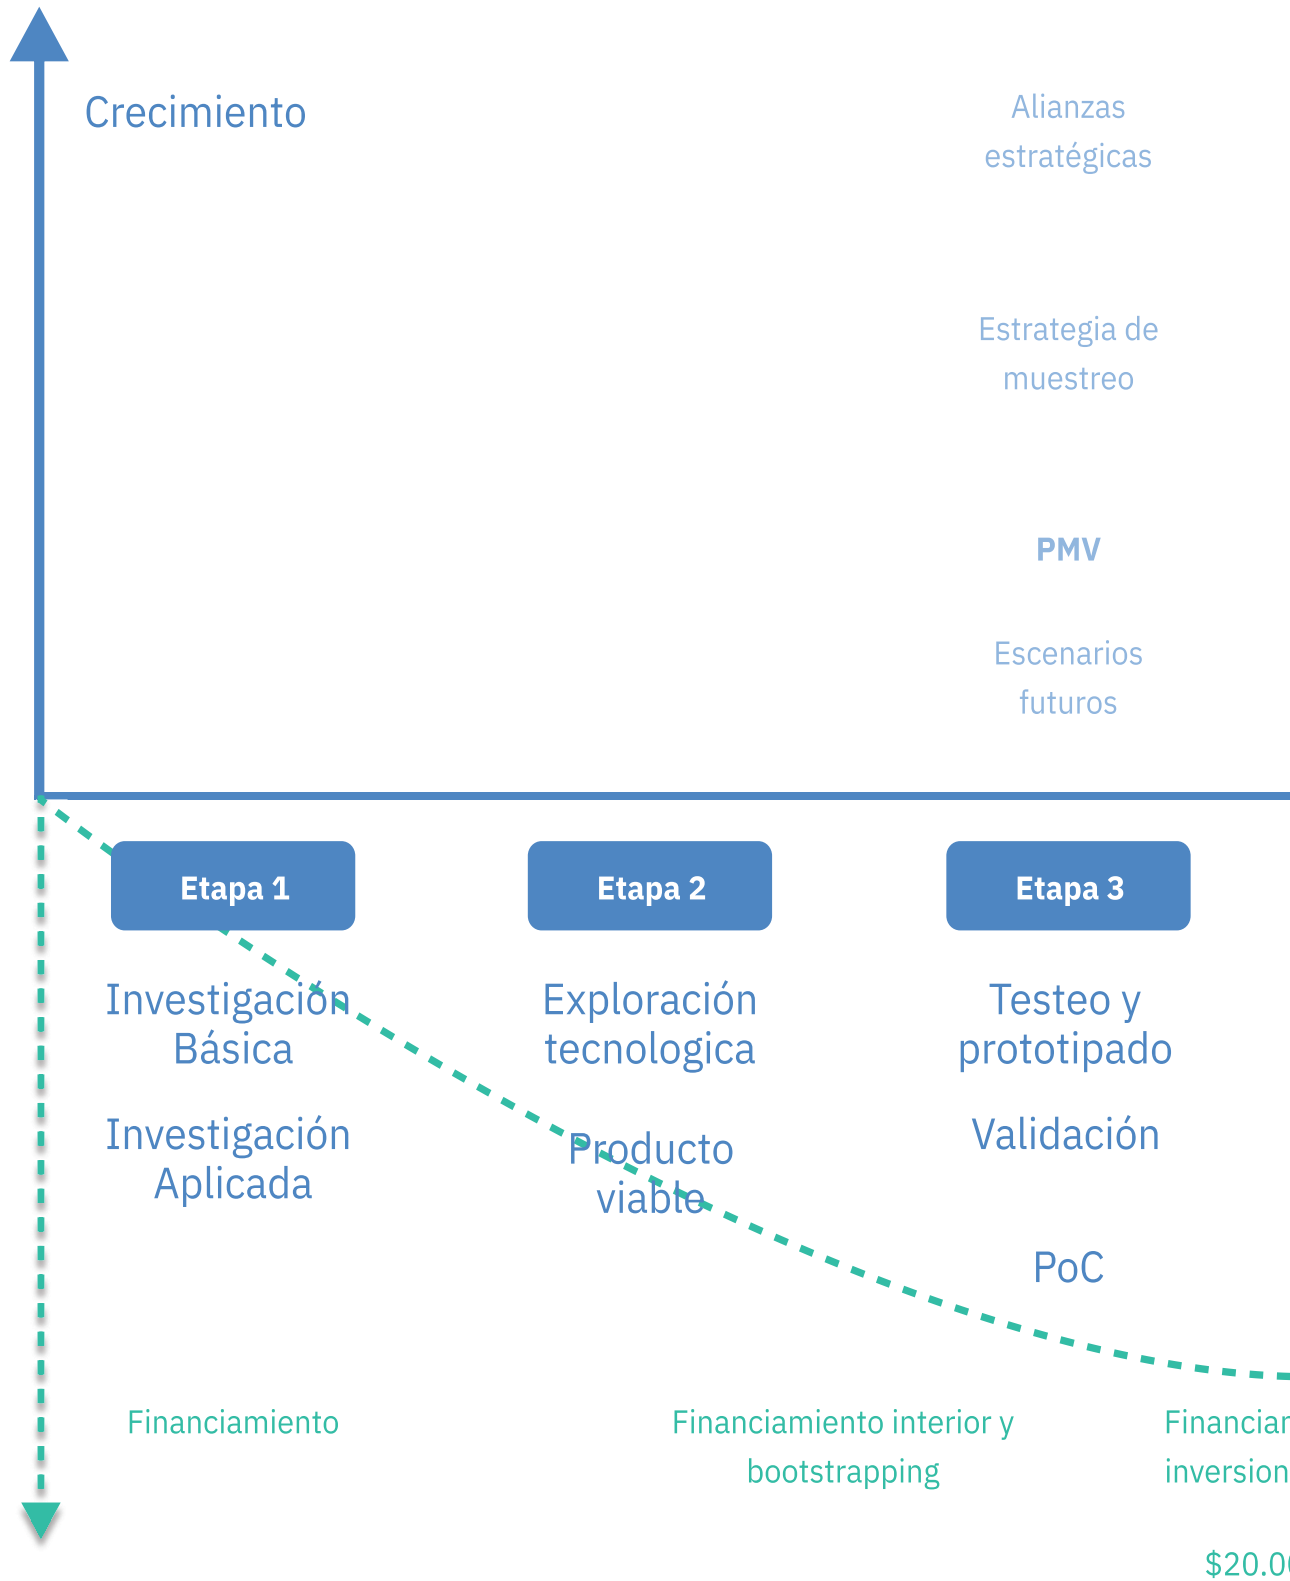 Crecimiento
Alianzas
estratégicas
Estrategia de
muestreo
PMV
Escenarios
futuros
Etapa 1
Etapa 2
Etapa 3
Investigación
Básica
Investigación
Aplicada
Exploración
tecnologica
Producto
viable
Testeo y
prototipado
Validación
PoC
Financiamiento
Financiamiento interior y
bootstrapping